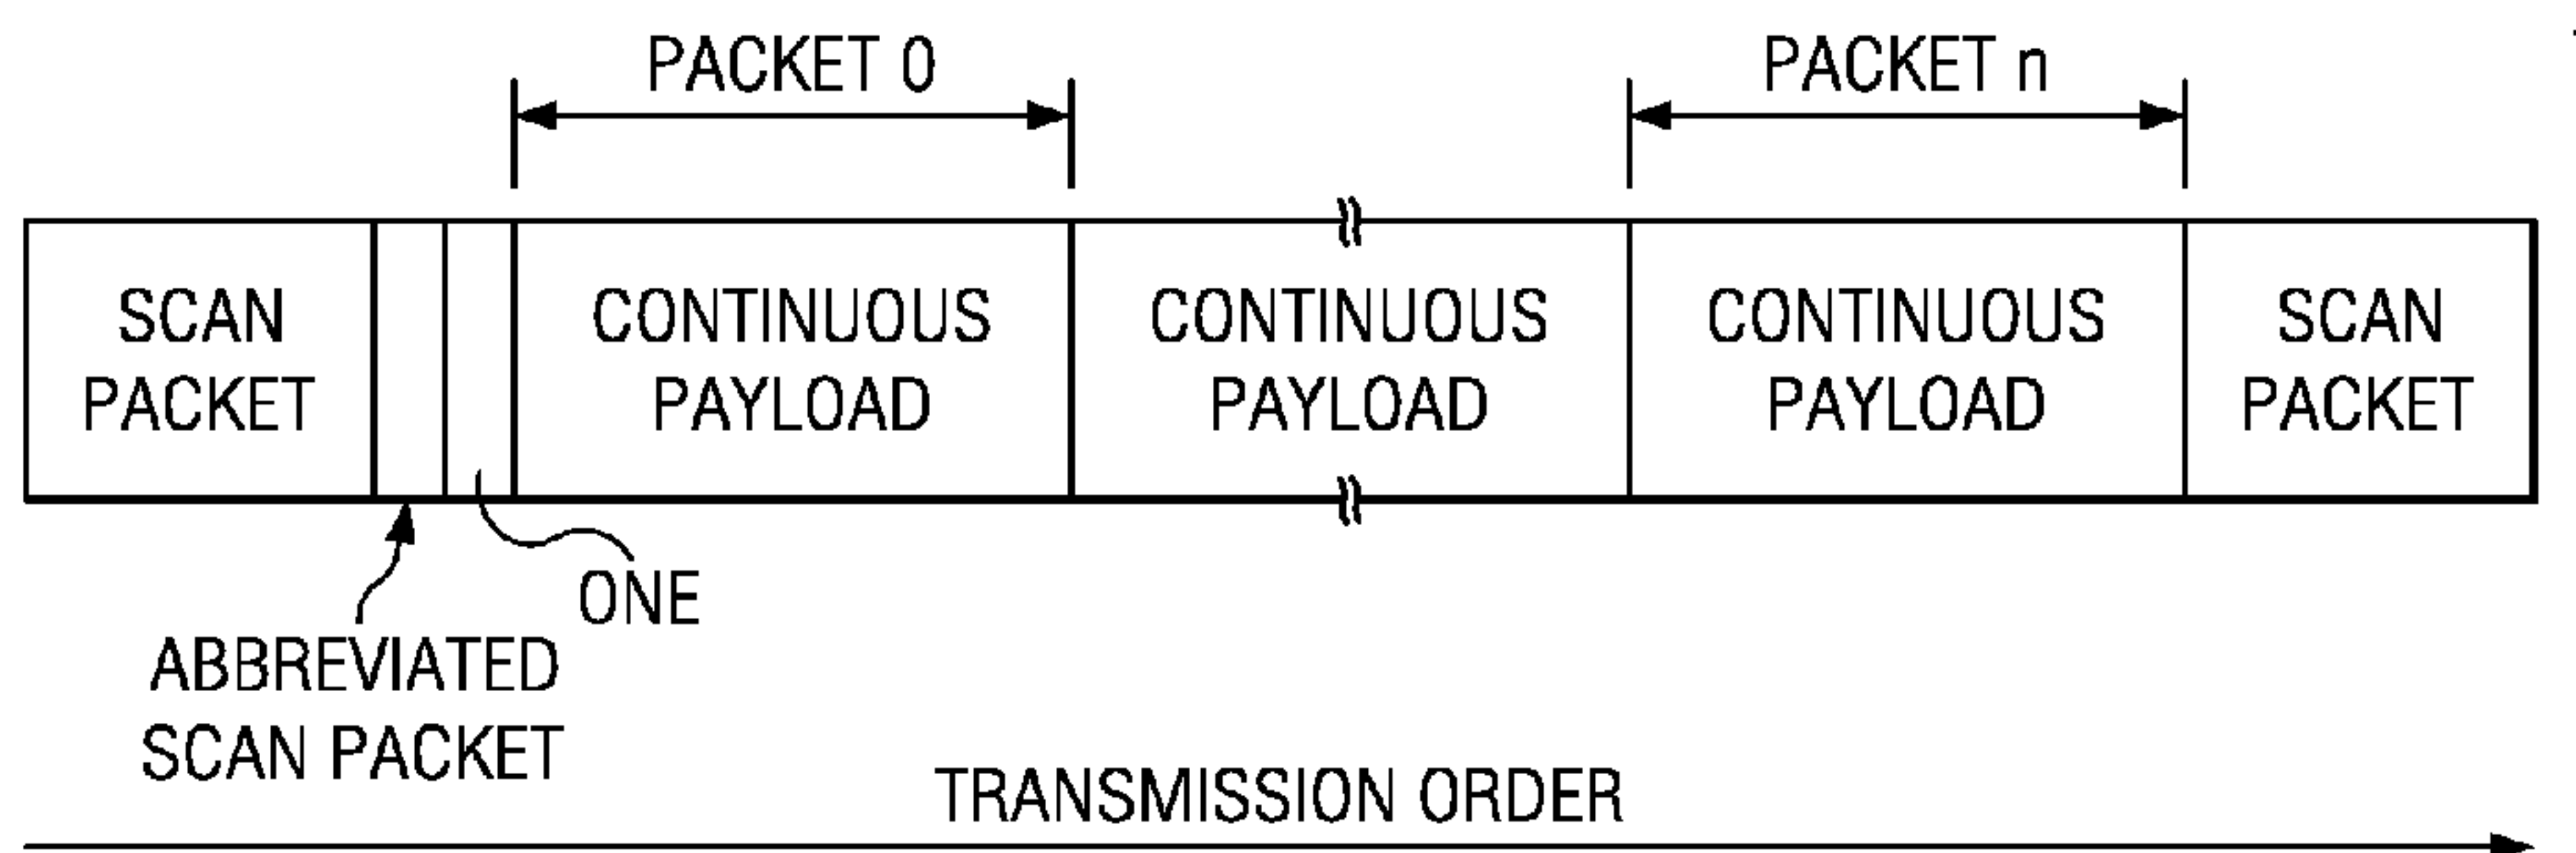 PACKET 0
PACKET n
SCAN
PACKET
CONTINUOUS
PAYLOAD
CONTINUOUS
PAYLOAD
CONTINUOUS
PAYLOAD
SCAN
PACKET
ONE
ABBREVIATED
SCAN PACKET
TRANSMISSION ORDER